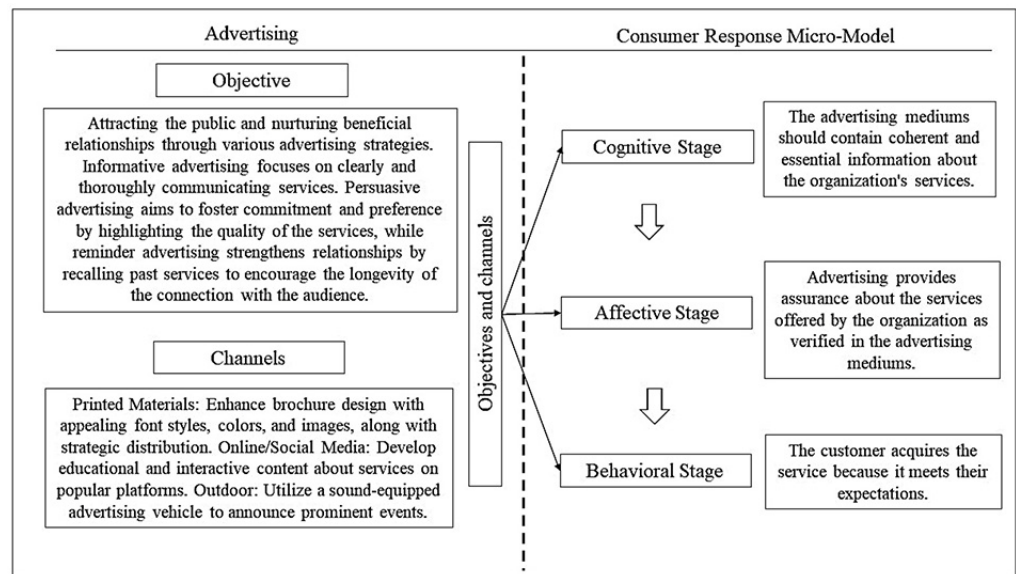 Advertising
Objective
Attracting the public and nurturing beneficial
relationships through various advertising strategies.
Informative advertising focuses on clearly and
thoroughly communicating services. Persuasive
advertising aims to foster commitment and preference
by highlighting the quality of the services, while
reminder advertising strengthens relationships by
recalling past services to encourage the longevity of
the connection with the audience.
Channels
Printed Materials: Enhance brochure design with
appealing font styles, colors, and images, along with
strategic distribution. Online/Social Media: Develop
educational and interactive content about services on
popular platforms. Outdoor: Utilize a sound-equipped
advertising vehicle to announce prominent events.
Objectives and channels
Consumer Response Micro-Model
Cognitive Stage
The advertising mediums
should contain coherent and
essential information about
the organization's services.
Affective Stage
Advertising provides
assurance about the services
offered by the organization as
verified in the advertising
mediums.
Behavioral Stage
The customer acquires the
service because it meets their
expectations.